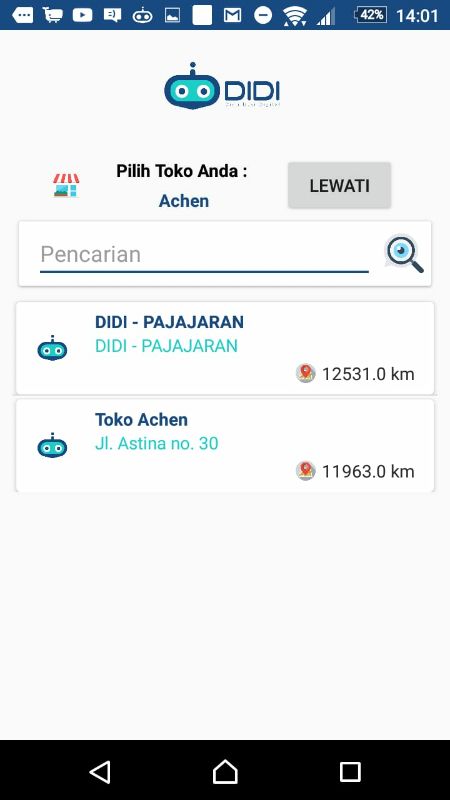 42% 14:01
DIDI
Pilih Toko Anda :
Achen
LEWATI
Pencarian
DIDI - PAJAJARAN
DIDI - PAJAJARAN
12531.0 km
Toko Achen
Jl. Astina no. 30
11963.0 km